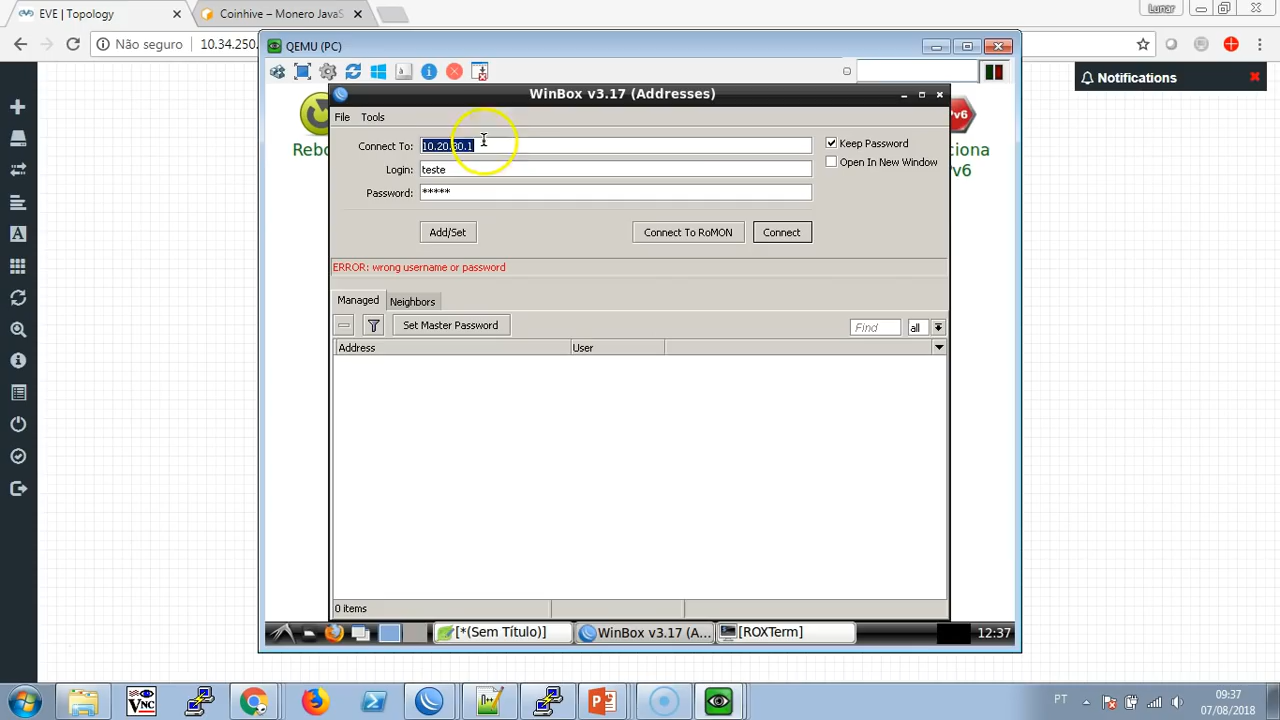 EVE | Topology
Coinhive – Monero JavaS
Lunar
Não seguro
10.34.250.
QEMU (PC)
Notifications
WinBox v3.17 (Addresses)
File
Tools
Rebo
v6
ciona
Pv6
Connect To:
10.20.30.1
Keep Password
Login:
teste
Open In New Window
Password:
*****
Add/Set
Connect To RoMON
Connect
ERROR: wrong username or password
Managed
Neighbors
Set Master Password
Find
all
Address
User
0 items
[*(Sem Título)]
WinBox v3.17 (A...
[ROXTerm]
12:37
PT
09:37
07/08/2018